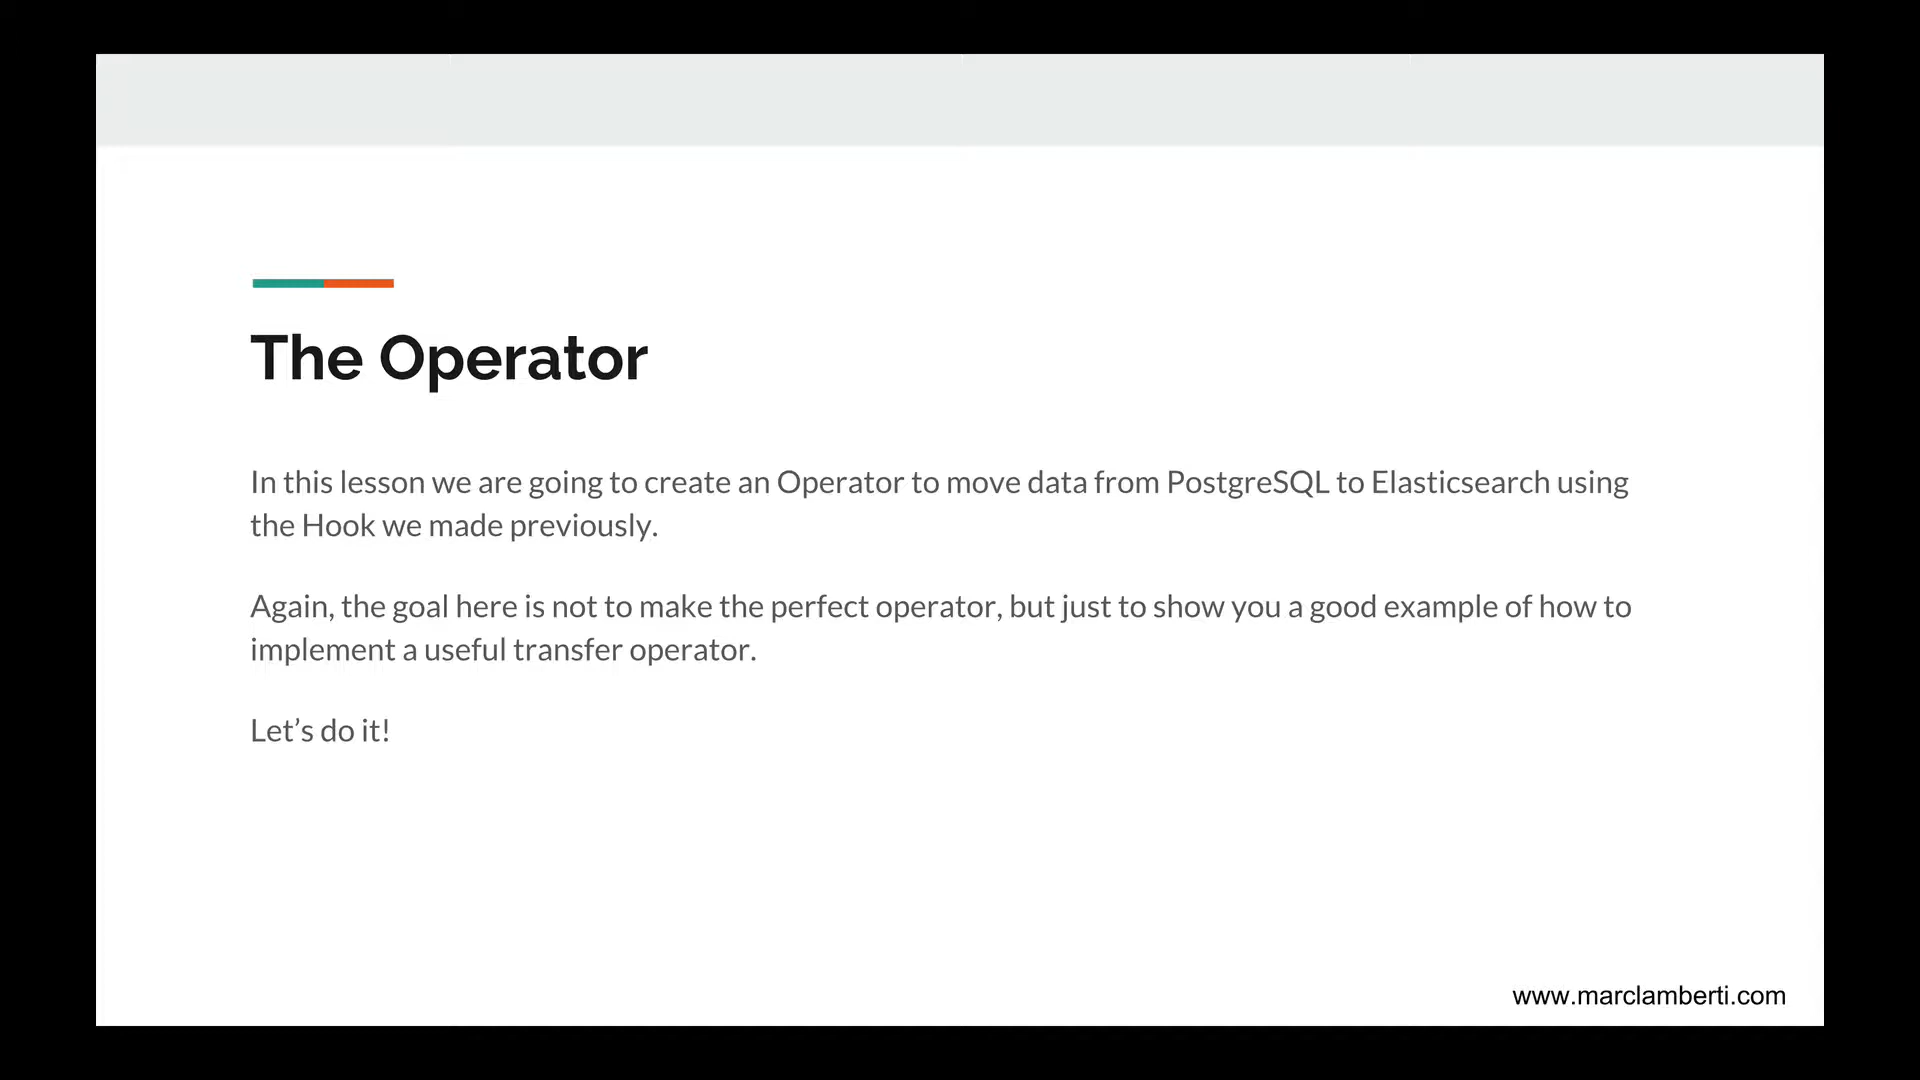 The Operator
In this lesson we are going to create an Operator to move data from PostgreSQL to Elasticsearch using
the Hook we made previously.
Again, the goal here is not to make the perfect operator, but just to show you a good example of how to
implement a useful transfer operator.
Let’s do it!
www.marclamberti.com